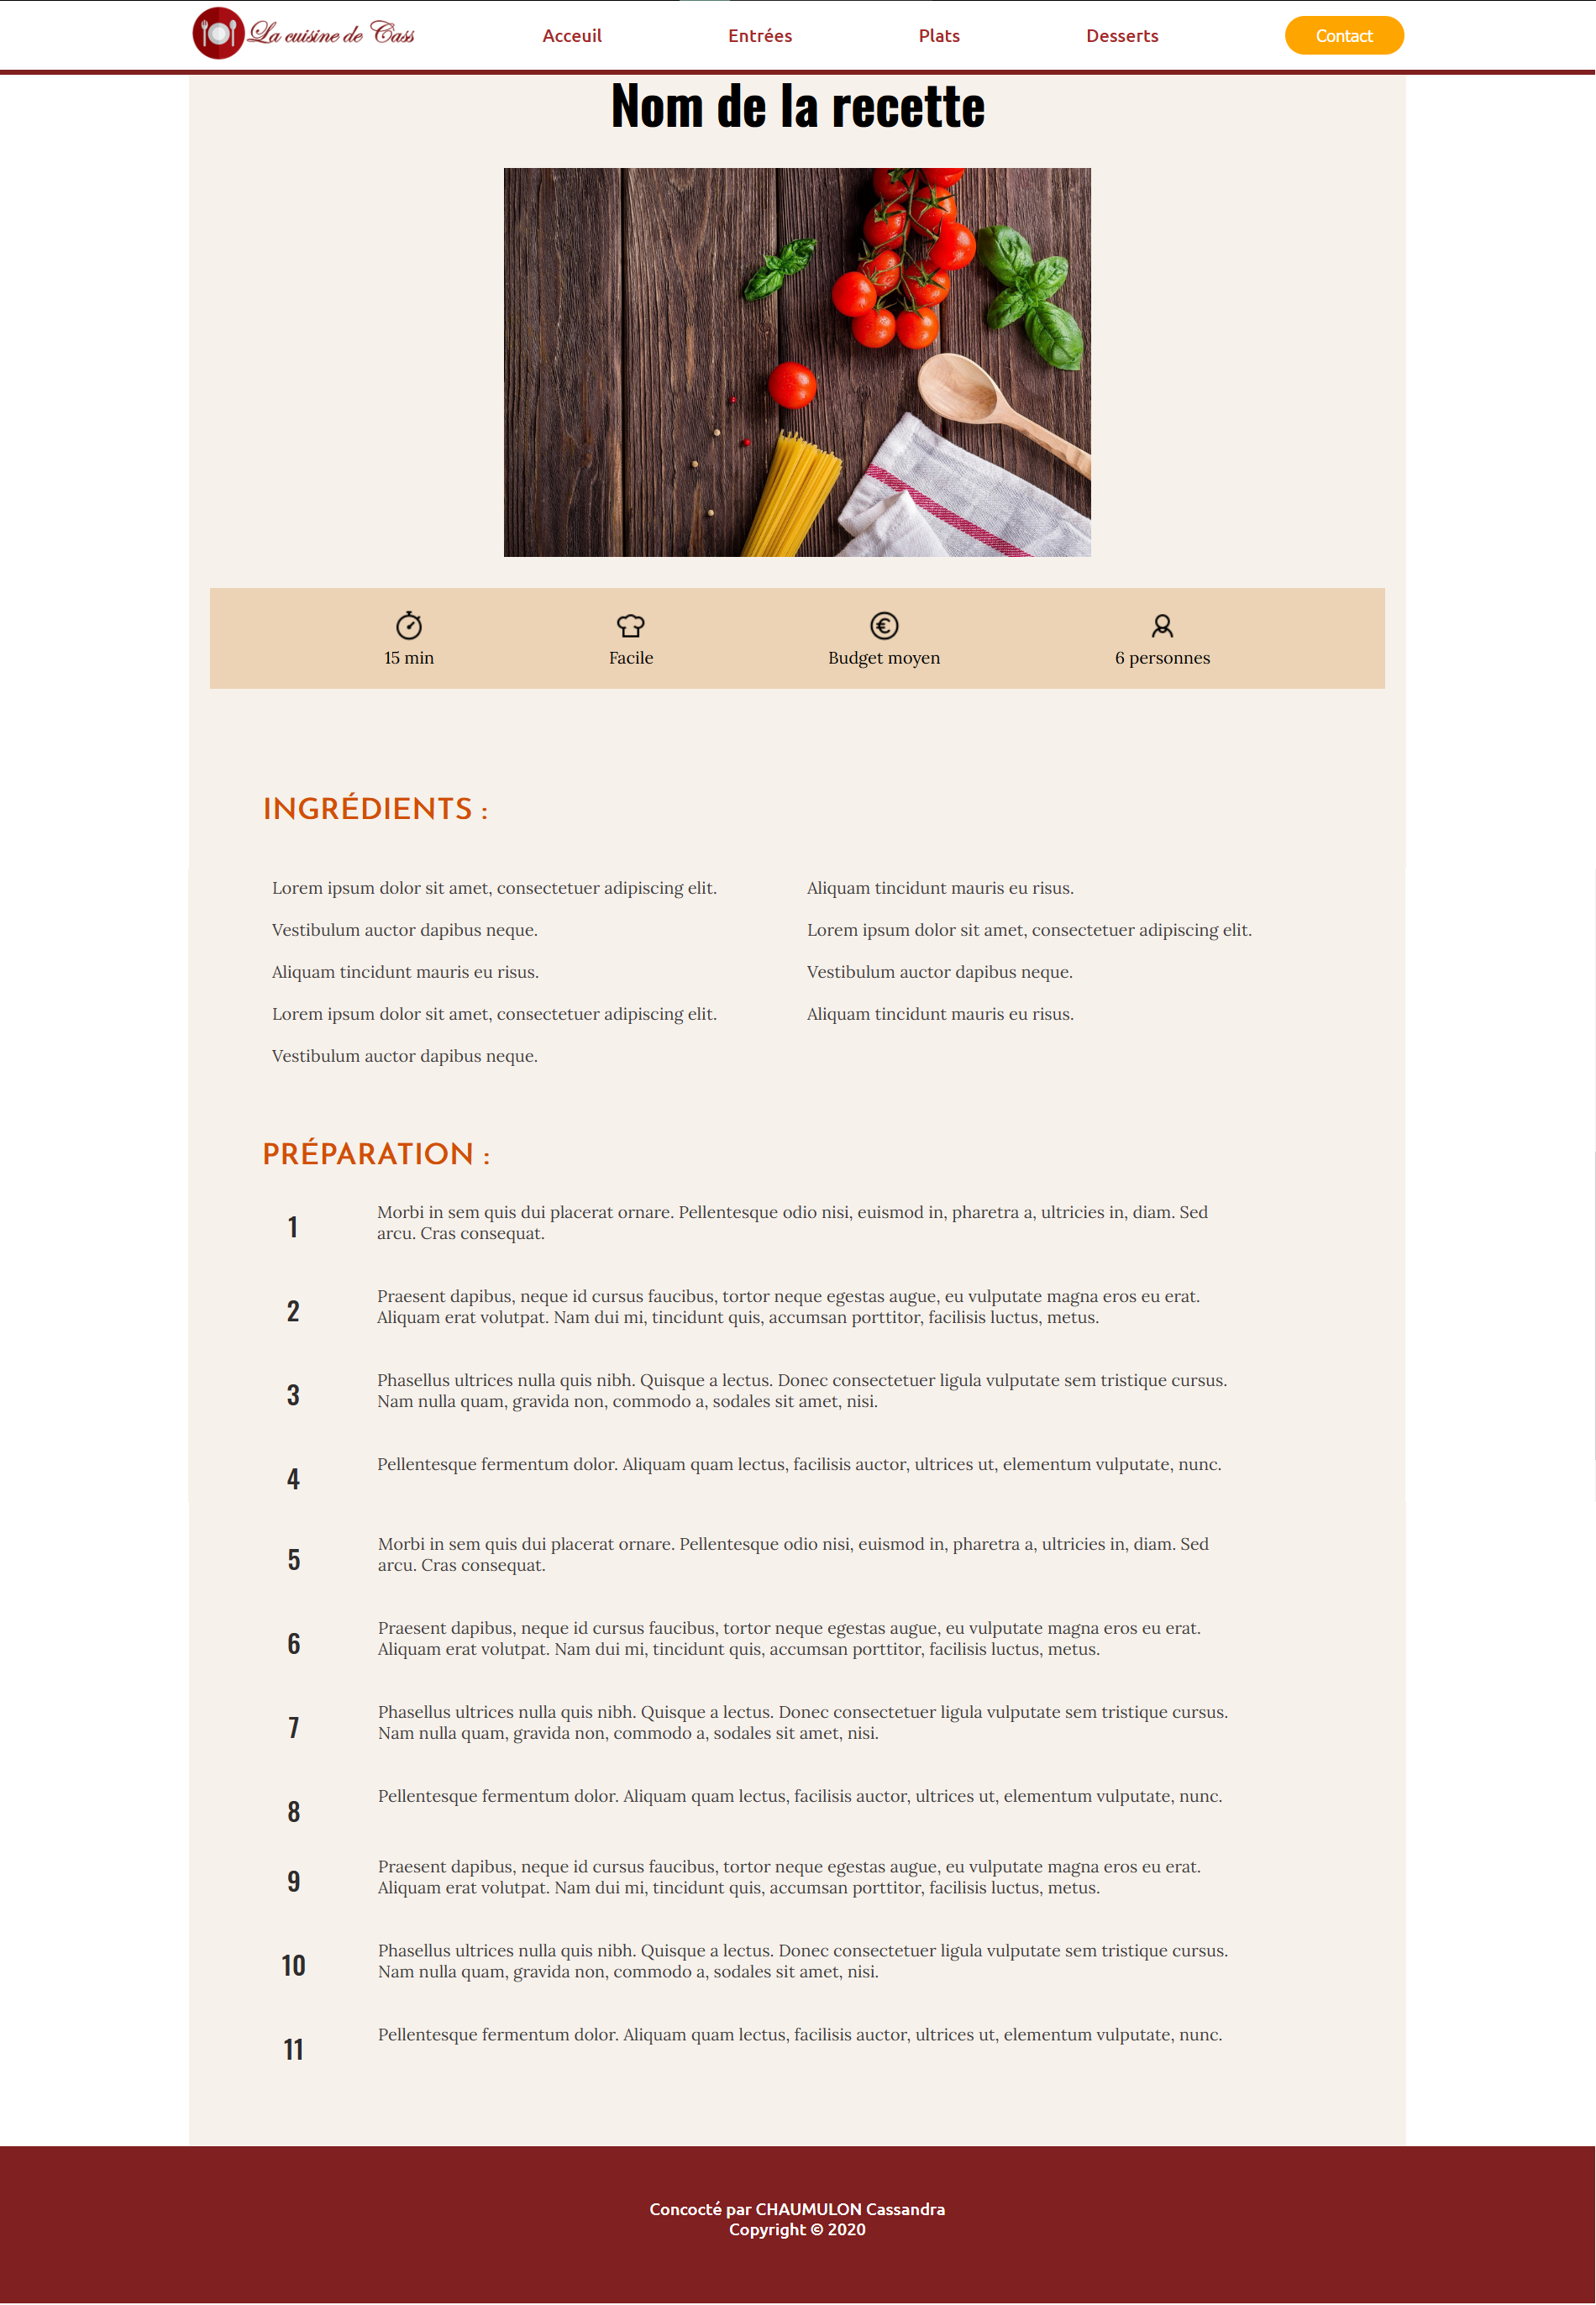 La cuisine de Cass
Acceuil
Entrées
Plats
Desserts
Contact
Nom de la recette
15 min
Facile
Budget moyen
6 personnes
INGRÉDIENTS :
Lorem ipsum dolor sit amet, consectetuer adipiscing elit.
Vestibulum auctor dapibus neque.
Aliquam tincidunt mauris eu risus.
Lorem ipsum dolor sit amet, consectetuer adipiscing elit.
Vestibulum auctor dapibus neque.
Aliquam tincidunt mauris eu risus.
Lorem ipsum dolor sit amet, consectetuer adipiscing elit.
Vestibulum auctor dapibus neque.
Aliquam tincidunt mauris eu risus.
PRÉPARATION :
1
Morbi in sem quis dui placerat ornare. Pellentesque odio nisi, euismod in, pharetra a, ultricies in, diam. Sed
arcu. Cras consequat.
2
Praesent dapibus, neque id cursus faucibus, tortor neque egestas augue, eu vulputate magna eros eu erat.
Aliquam erat volutpat. Nam dui mi, tincidunt quis, accumsan porttitor, facilisis luctus, metus.
3
Phasellus ultrices nulla quis nibh. Quisque a lectus. Donec consectetuer ligula vulputate sem tristique cursus.
Nam nulla quam, gravida non, commodo a, sodales sit amet, nisi.
4
Pellentesque fermentum dolor. Aliquam quam lectus, facilisis auctor, ultrices ut, elementum vulputate, nunc.
5
Morbi in sem quis dui placerat ornare. Pellentesque odio nisi, euismod in, pharetra a, ultricies in, diam. Sed
arcu. Cras consequat.
6
Praesent dapibus, neque id cursus faucibus, tortor neque egestas augue, eu vulputate magna eros eu erat.
Aliquam erat volutpat. Nam dui mi, tincidunt quis, accumsan porttitor, facilisis luctus, metus.
7
Phasellus ultrices nulla quis nibh. Quisque a lectus. Donec consectetuer ligula vulputate sem tristique cursus.
Nam nulla quam, gravida non, commodo a, sodales sit amet, nisi.
8
Pellentesque fermentum dolor. Aliquam quam lectus, facilisis auctor, ultrices ut, elementum vulputate, nunc.
9
Praesent dapibus, neque id cursus faucibus, tortor neque egestas augue, eu vulputate magna eros eu erat.
Aliquam erat volutpat. Nam dui mi, tincidunt quis, accumsan porttitor, facilisis luctus, metus.
10
Phasellus ultrices nulla quis nibh. Quisque a lectus. Donec consectetuer ligula vulputate sem tristique cursus.
Nam nulla quam, gravida non, commodo a, sodales sit amet, nisi.
11
Pellentesque fermentum dolor. Aliquam quam lectus, facilisis auctor, ultrices ut, elementum vulputate, nunc.
Concocté par CHAUMULON Cassandra
Copyright © 2020